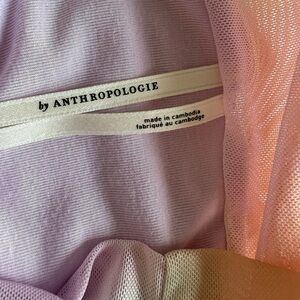 by ANTHROPOLOGIE
made in cambodia
fabriqué au cambodge